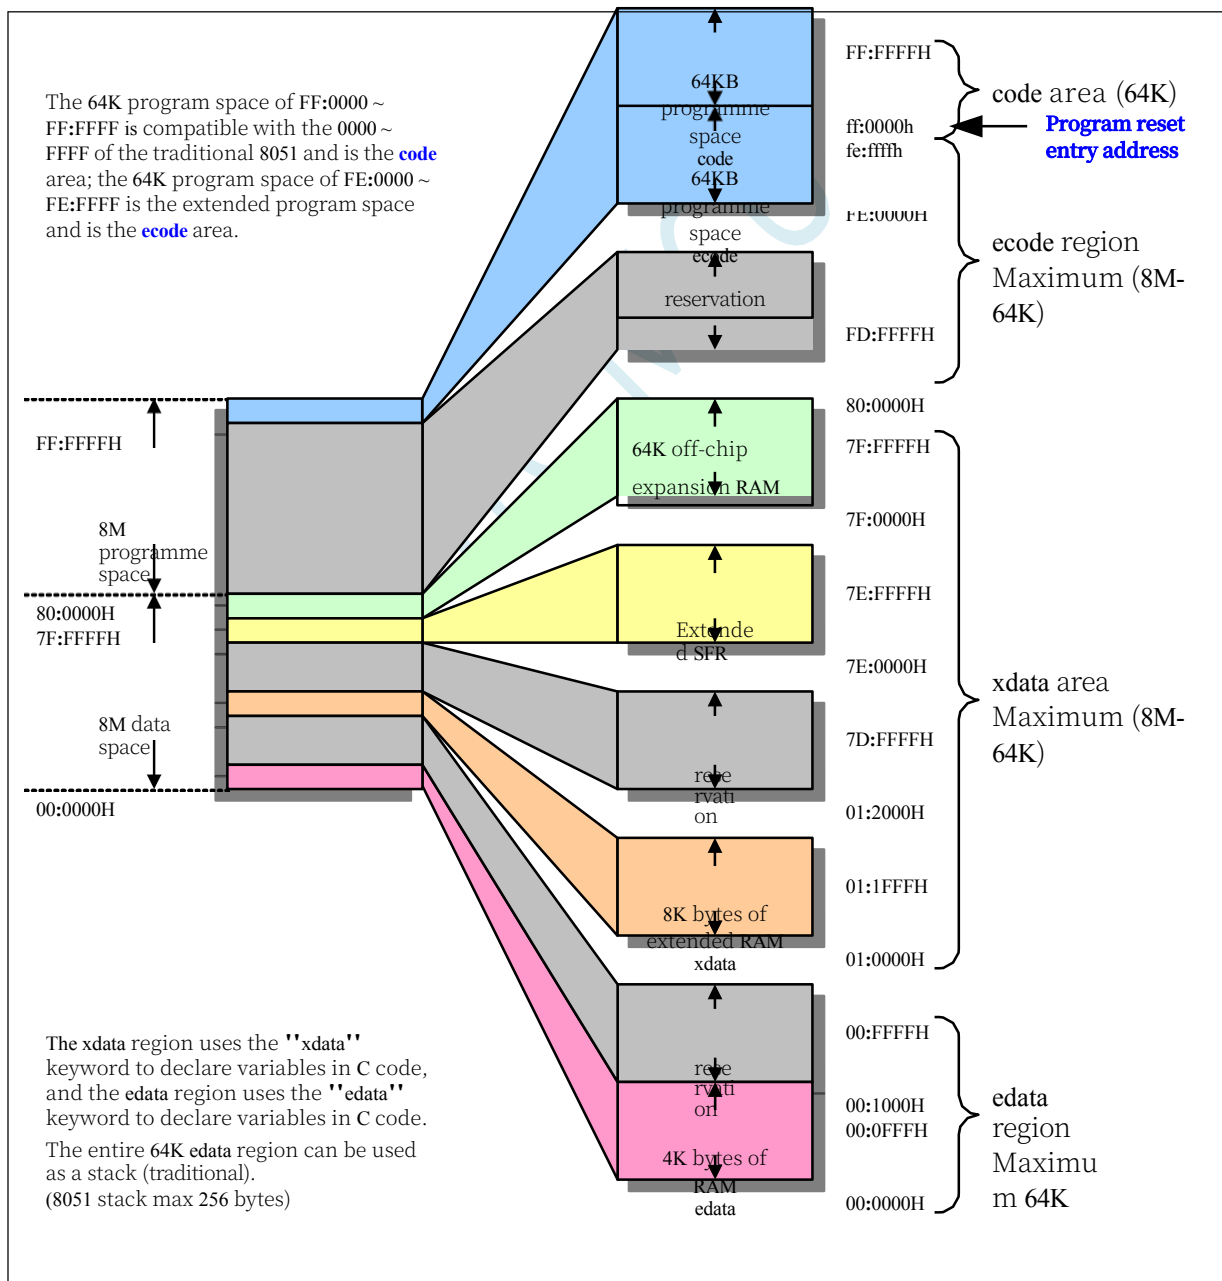 The 64K program space of FF:0000 ~
FF:FFFF is compatible with the 0000 ~
FFFF of the traditional 8051 and is the code
area; the 64K program space of FE:0000 ~
FE:FFFF is the extended program space
and is the ecode area.
64KB
programme
space
code
64KB
programme
space
ecode
reservation
FF:FFFFH
ff:0000h
fe:ffffh
FE:0000H
FD:FFFFH
80:0000H
code area (64K)
Program reset
entry address
ecode region
Maximum (8M-
64K)
FF:FFFFH
8M
programme
space
80:0000H
7F:FFFFH
8M data
space
00:0000H
64K off-chip
expansion RAM
Extende
d SFR
rese
rvati
on
8K bytes of
extended RAM
xdata
7F:FFFFH
7F:0000H
7E:FFFFH
7E:0000H
7D:FFFFH
01:2000H
01:1FFFH
01:0000H
xdata area
Maximum (8M-
64K)
The xdata region uses the "xdata"
keyword to declare variables in C code,
and the edata region uses the "edata"
keyword to declare variables in C code.
The entire 64K edata region can be used
as a stack (traditional).
(8051 stack max 256 bytes)
rese
rvati
on
4K bytes of
RAM
edata
00:FFFFH
00:1000H
00:0FFFH
00:0000H
edata
region
Maximu
m 64K